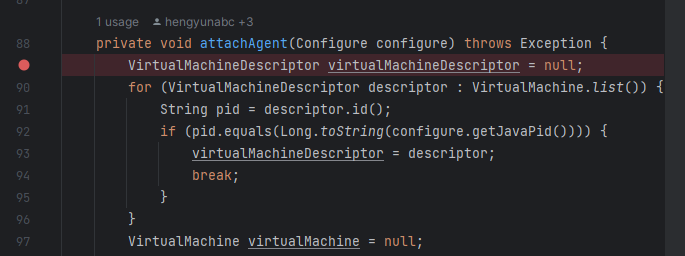 87
1 usage hengyunabc +3
88 private void attachAgent(Configure configure) throws Exception {
VirtualMachineDescriptor virtualMachineDescriptor = null;
90 for (VirtualMachineDescriptor descriptor : VirtualMachine.list()) {
91 String pid = descriptor.id();
92 if (pid.equals(Long.toString(configure.getJavaPid()))) {
93 virtualMachineDescriptor = descriptor;
94 break;
95 }
96 }
97 VirtualMachine virtualMachine = null;